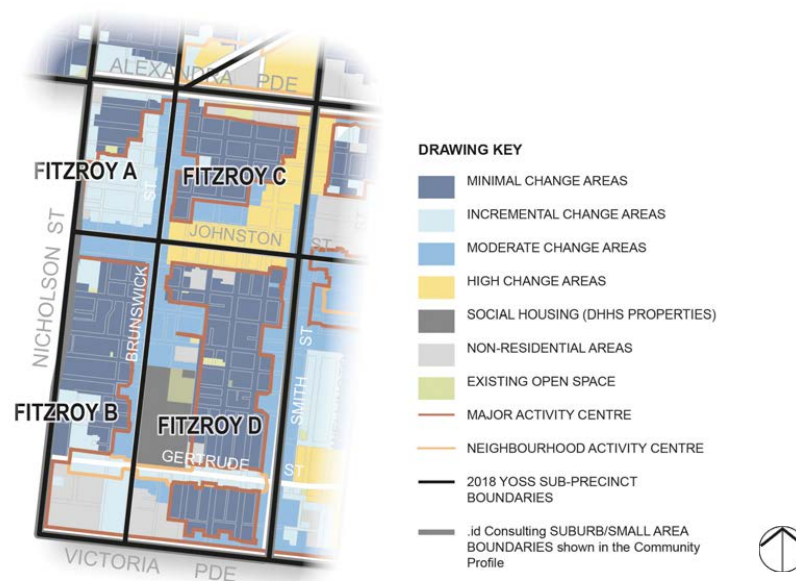 ALEXANDRA PDE
FITZROY A
FITZROY C
ST
NICHOLSON ST
JOHNSTON ST
BRUNSWICK
SMITH ST
FITZROY B
FITZROY D
GERTRUDE ST
VICTORIA PDE
DRAWING KEY
MINIMAL CHANGE AREAS
INCREMENTAL CHANGE AREAS
MODERATE CHANGE AREAS
HIGH CHANGE AREAS
SOCIAL HOUSING (DHHS PROPERTIES)
NON-RESIDENTIAL AREAS
EXISTING OPEN SPACE
MAJOR ACTIVITY CENTRE
NEIGHBOURHOOD ACTIVITY CENTRE
2018 YOSS SUB-PRECINCT
BOUNDARIES
.id Consulting SUBURB/SMALL AREA
BOUNDARIES shown in the Community
Profile